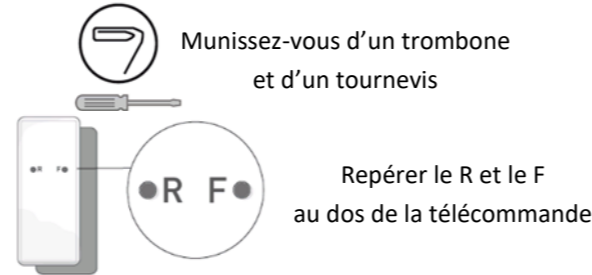 Munissez-vous d’un trombone
et d’un tournevis
●R F●
●R F●
Repérer le R et le F
au dos de la télécommande